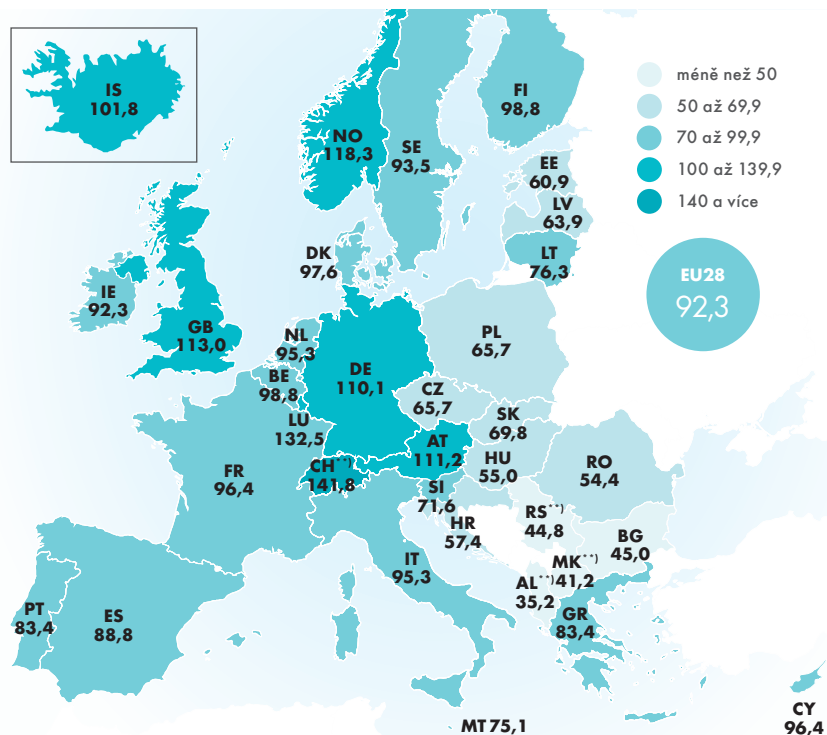 IS
101,8
NO
118,3
SE
93,5
FI
98,8
méně než 50
50 až 69,9
70 až 99,9
100 až 139,9
140 a více
EE
60,9
LV
63,9
LT
76,3
EU28
92,3
DK
97,6
IE
92,3
GB
113,0
NL
95,3
BE
98,8
LU
132,5
DE
110,1
PL
65,7
CZ
65,7
SK
69,8
AT
111,2
HU
55,0
RO
54,4
FR
96,4
CH**)
141,8
SI
71,6
HR
57,4
RS**)
44,8
BG
45,0
MK**)
41,2
AL**)
35,2
IT
95,3
GR
83,4
PT
83,4
ES
88,8
MT 75,1
CY
96,4